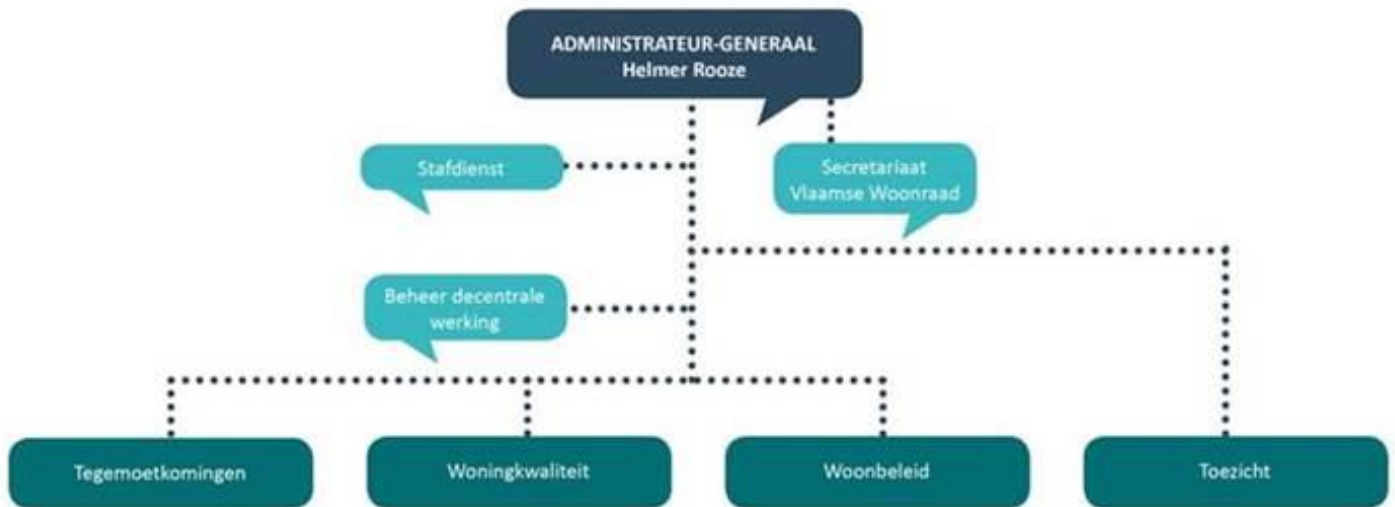 ADMINISTRATEUR-GENERAAL
Helmer Rooze
Stafdienst
Secretariaat
Vlaamse Woonraad
Beheer decentrale
werking
Tegemoetkomingen
Woningkwaliteit
Woonbeleid
Toezicht